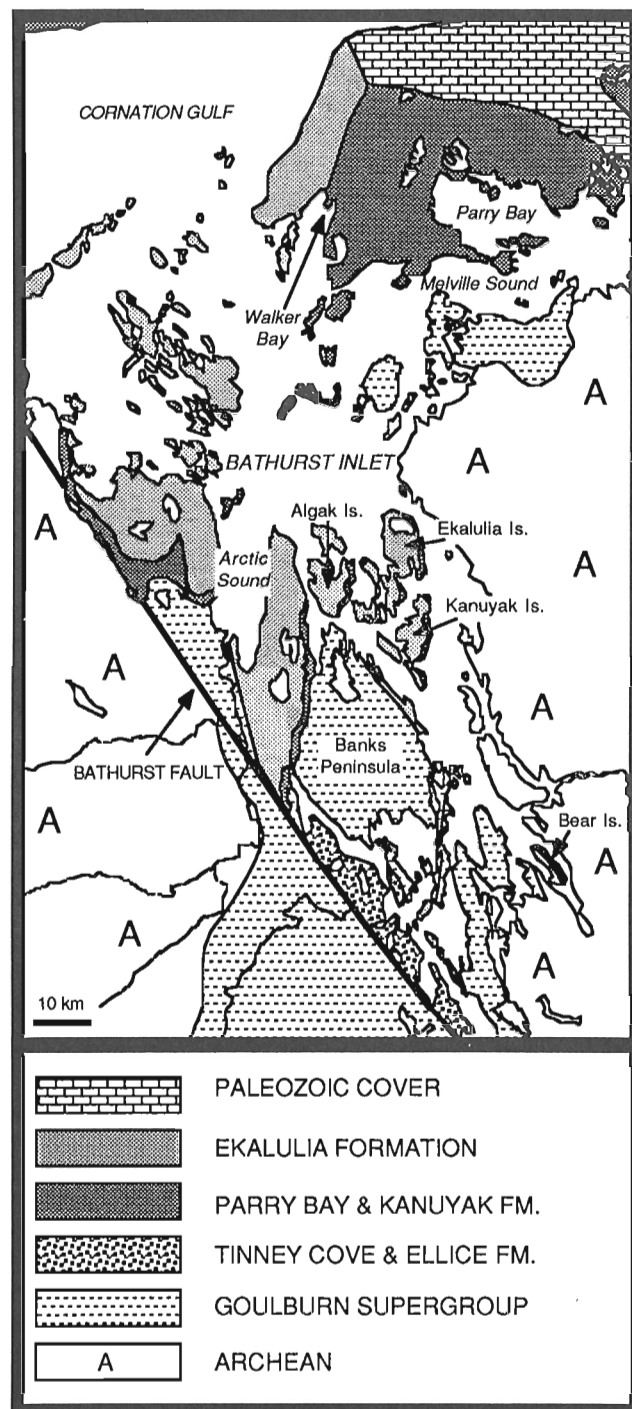 CORNATION GULF
Parry Bay
Melville Sound
Walker
Bay
A
A
BATHURST INLET
Algak Is.
Ekalulia Is.
A
Arctic
Sound
A
Kanuyak Is.
A
A
Banks
Peninsula
BATHURST FAULT
A
Bear Is.
A
A
A
10 km
PALEOZOIC COVER
EKALULIA FORMATION
PARRY BAY & KANUYAK FM.
TINNEY COVE & ELLICE FM.
GOULBURN SUPERGROUP
A ARCHEAN